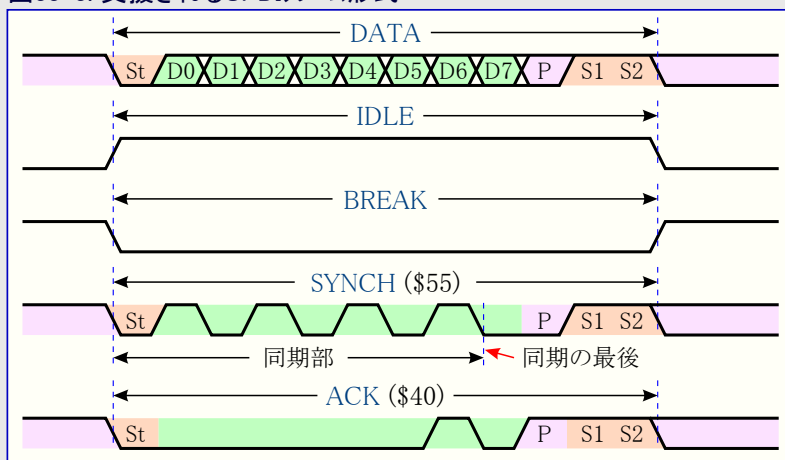 DATA
St D0 D1 D2 D3 D4 D5 D6 D7 P S1 S2
IDLE
BREAK
SYNCH ($55)
St P S1 S2
同期部 同期の最後
ACK ($40)
St P S1 S2